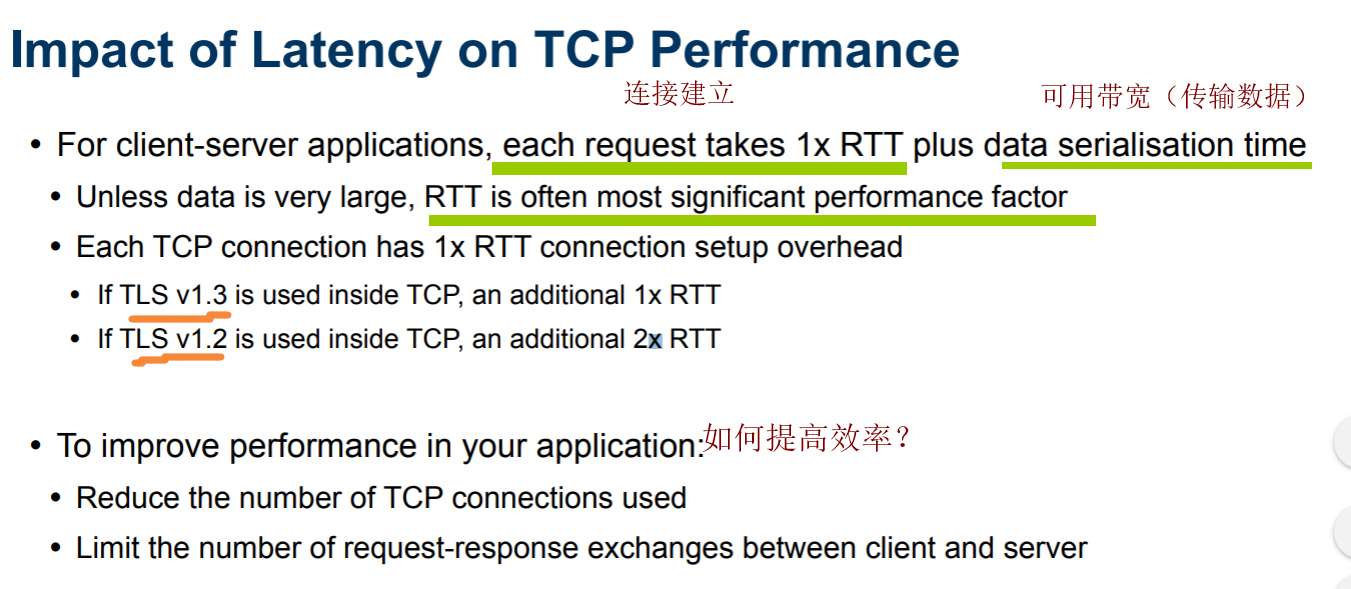 Impact of Latency on TCP Performance
连接建立
可用带宽（传输数据）
• For client-server applications, each request takes 1x RTT plus data serialisation time
• Unless data is very large, RTT is often most significant performance factor
• Each TCP connection has 1x RTT connection setup overhead
• If TLS v1.3 is used inside TCP, an additional 1x RTT
• If TLS v1.2 is used inside TCP, an additional 2x RTT
• To improve performance in your application:如何提高效率？
• Reduce the number of TCP connections used
• Limit the number of request-response exchanges between client and server